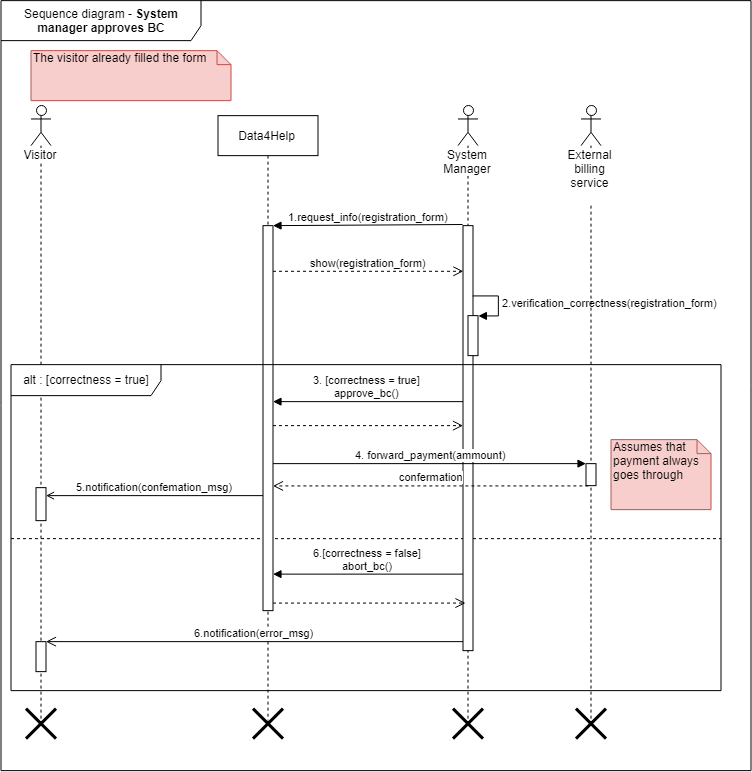 Sequence diagram - System
manager approves BC
The visitor already filled the form
Visitor
Data4Help
System
Manager
External
billing
service
1.request_info(registration_form)
show(registration_form)
2.verification_correctness(registration_form)
alt : [correctness = true]
3. [correctness = true]
approve_bc()
4. forward_payment(ammount)
Assumes that
payment always
goes through
confermation
5.notification(confemation_msg)
6.[correctness = false]
abort_bc()
6.notification(error_msg)